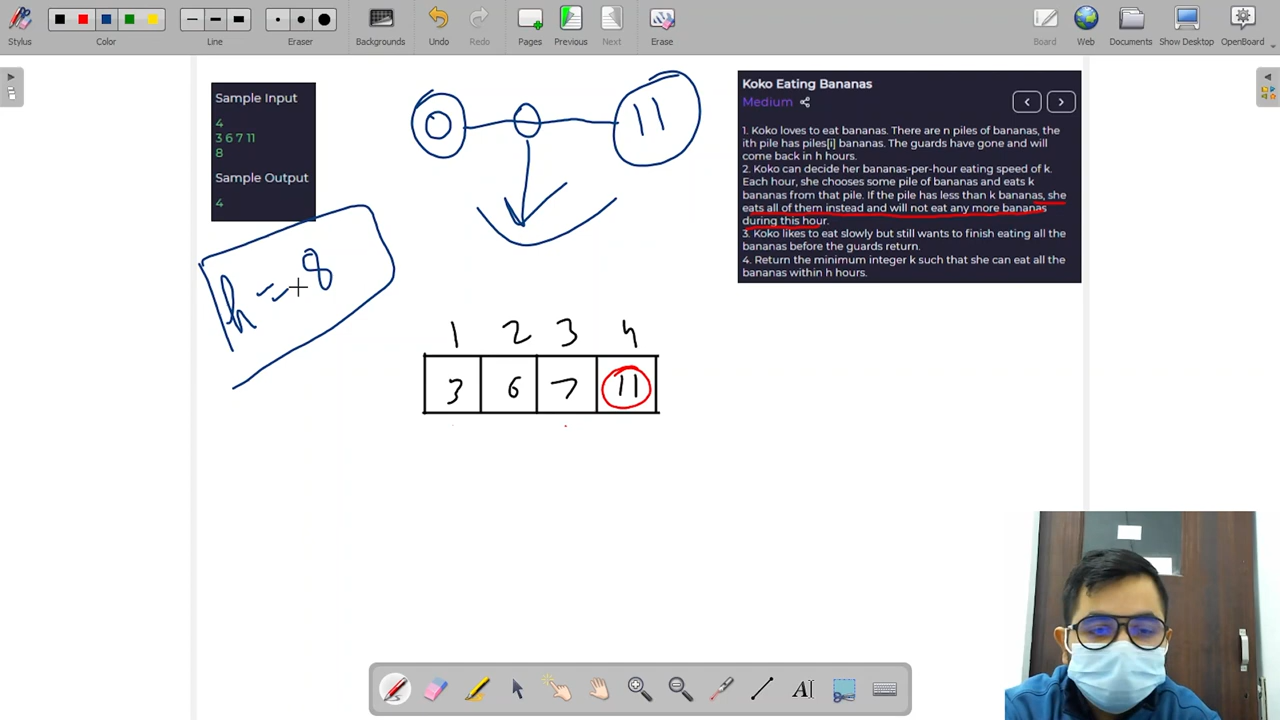 Stylus
Color
Line
Eraser
Backgrounds
Undo
Redo
Pages
Previous
Next
Erase
Board
Web
Documents
Show Desktop
OpenBoard
Sample Input
4
3 6 7 11
8
Sample Output
4
0
11
h = 8
1 2 3 4
3 6 7 11
Koko Eating Bananas
Medium
1. Koko loves to eat bananas. There are n piles of bananas, the
ith pile has piles[i] bananas. The guards have gone and will
come back in h hours.
2. Koko can decide her bananas-per-hour eating speed of k.
Each hour, she chooses some pile of bananas and eats k
bananas from that pile. If the pile has less than k bananas, she
eats all of them instead and will not eat any more bananas
during this hour.
3. Koko likes to eat slowly but still wants to finish eating all the
bananas before the guards return.
4. Return the minimum integer k such that she can eat all the
bananas within h hours.